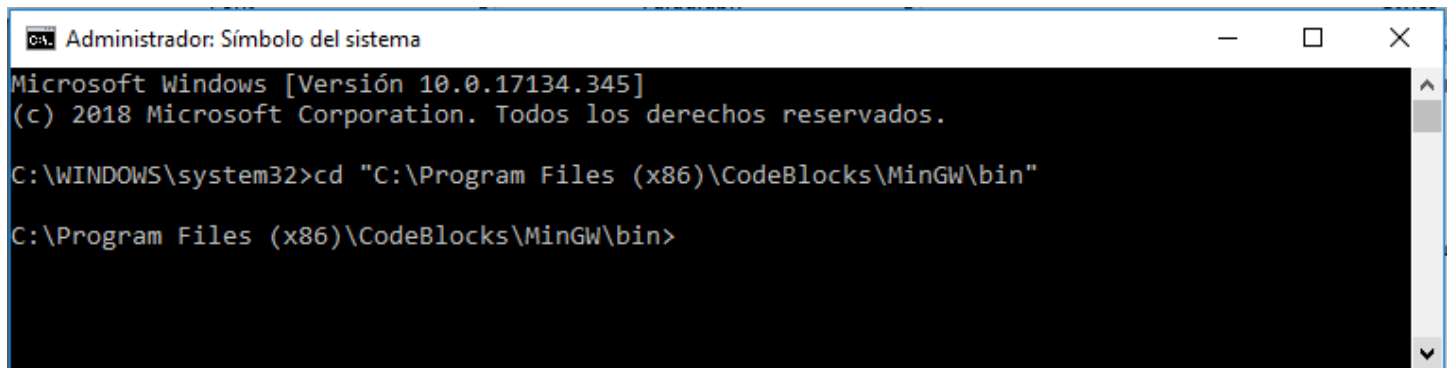 Administrador: Símbolo del sistema
Microsoft Windows [Versión 10.0.17134.345]
(c) 2018 Microsoft Corporation. Todos los derechos reservados.
C:\WINDOWS\system32>cd "C:\Program Files (x86)\CodeBlocks\MinGW\bin"
C:\Program Files (x86)\CodeBlocks\MinGW\bin>